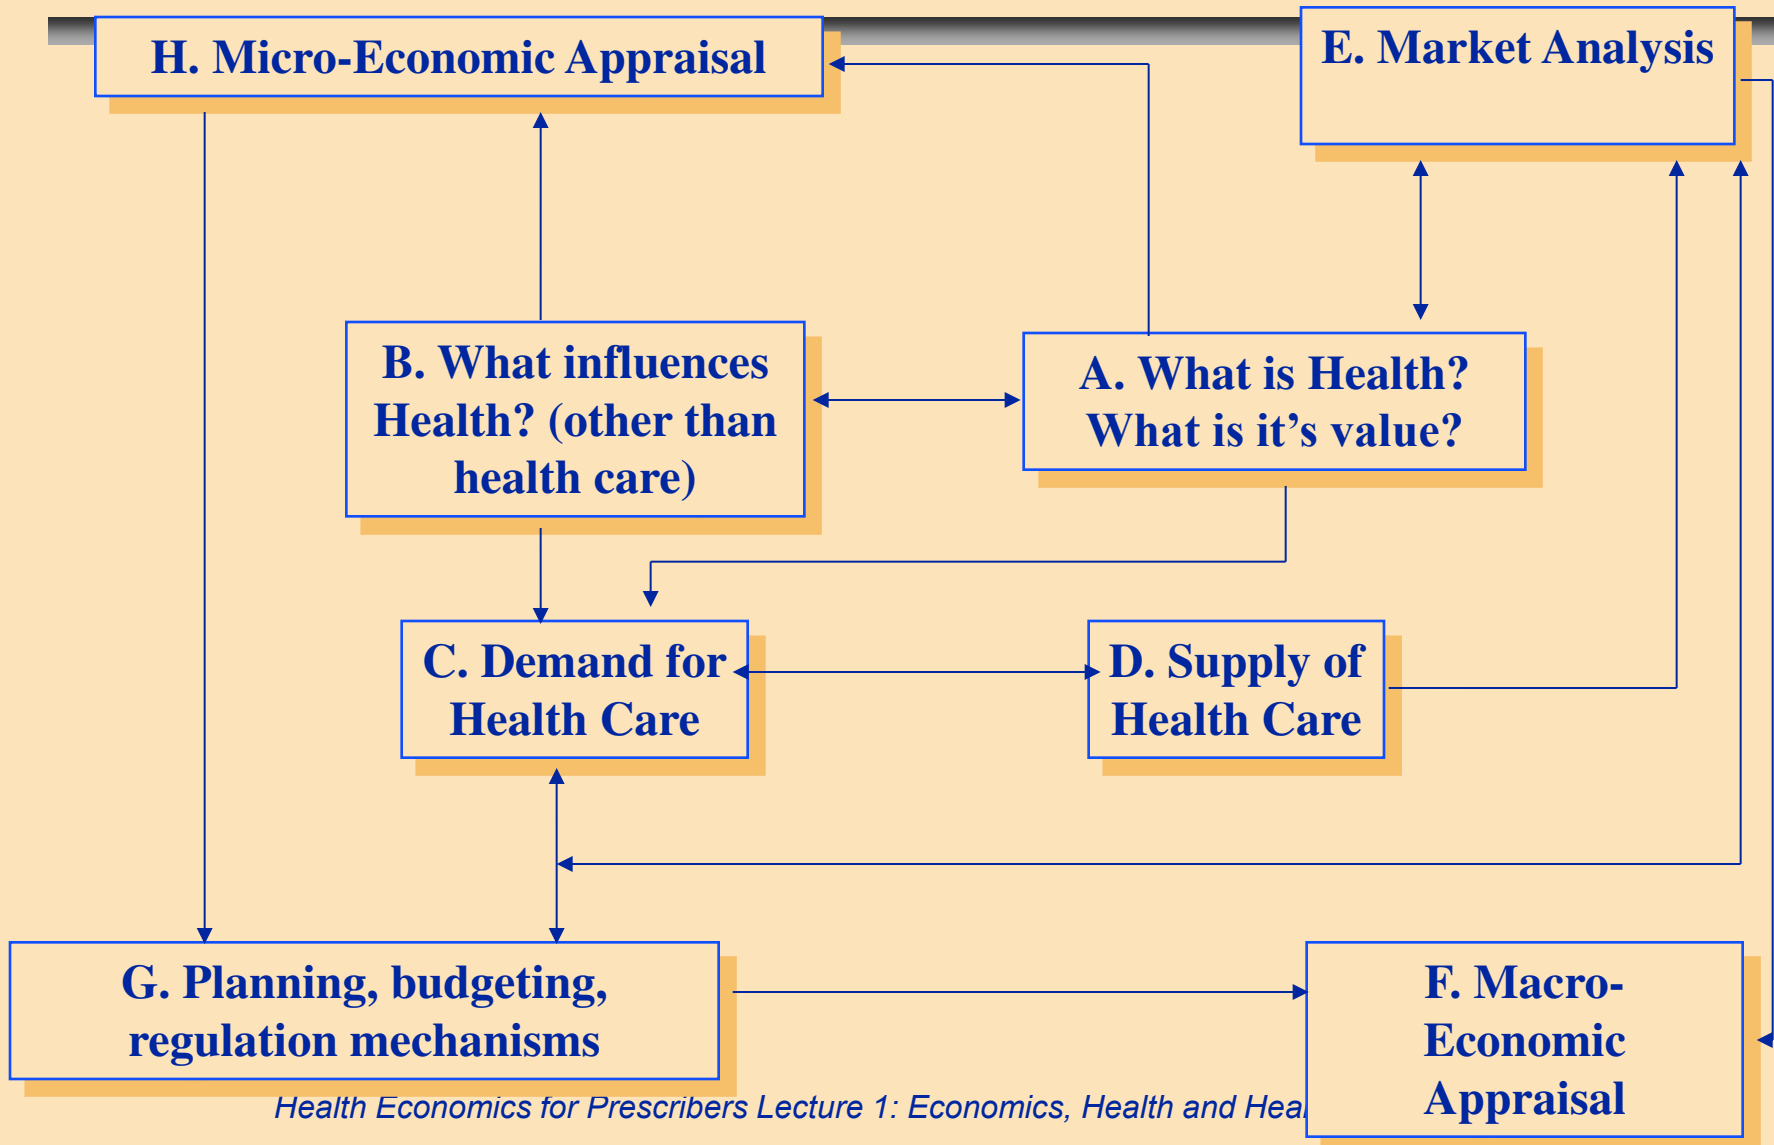 H. Micro-Economic Appraisal
E. Market Analysis
B. What influences
Health? (other than
health care)
A. What is Health?
What is it’s value?
C. Demand for
Health Care
D. Supply of
Health Care
G. Planning, budgeting,
regulation mechanisms
F. Macro-
Economic
Appraisal
Health Economics for Prescribers Lecture 1: Economics, Health and